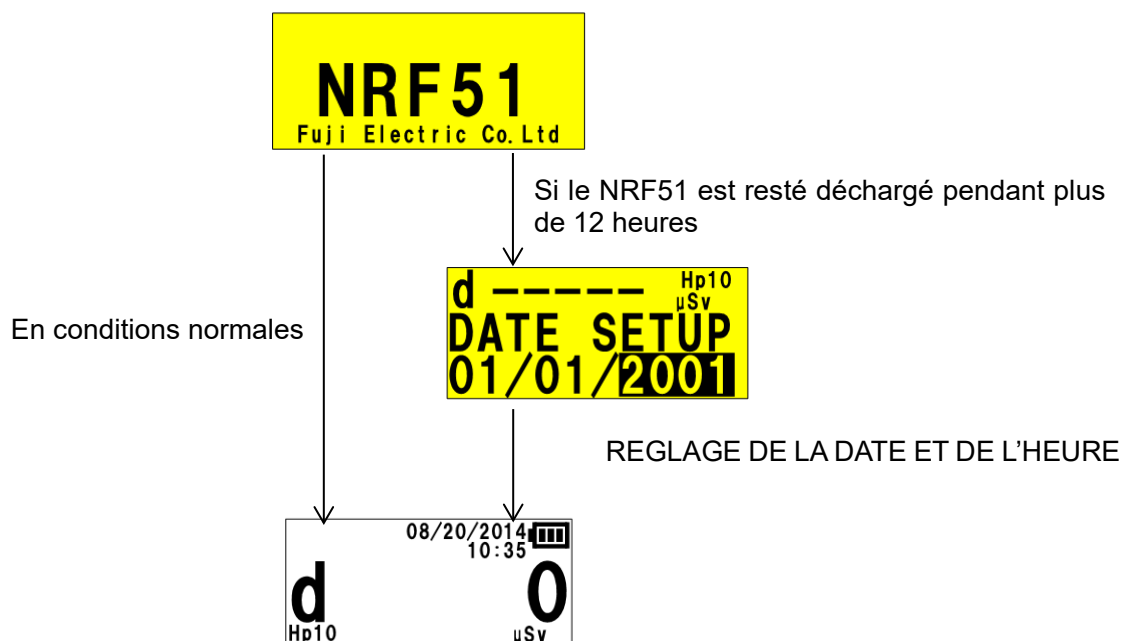 NRF51
Fuji Electric Co.Ltd
Si le NRF51 est resté déchargé pendant plus
de 12 heures
d ----- Hp10
µSv
DATE SETUP
01/01/2001
En conditions normales
REGLAGE DE LA DATE ET DE L'HEURE
08/20/2014
10:35
d 0
Hp10 µSv